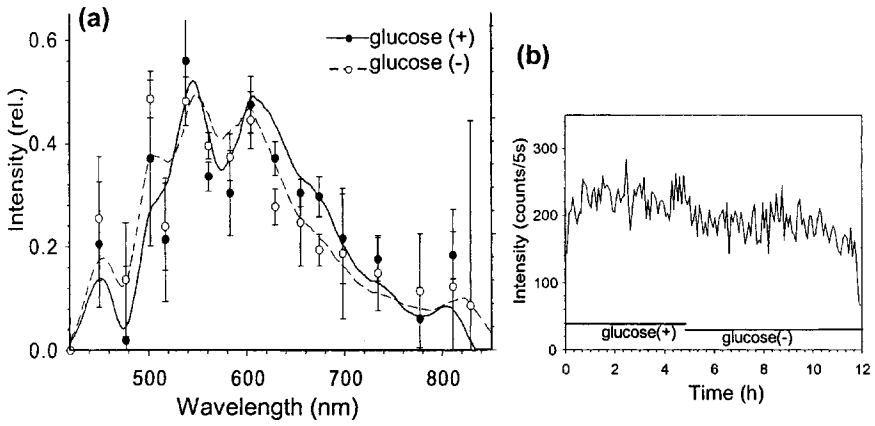 (a)
0.6
0.4
0.2
0.0
Intensity (rel.)
glucose (+)
glucose (-)
500
600
700
800
Wavelength (nm)
(b)
350
300
200
100
0
Intensity (counts/5s)
glucose(+)
glucose(-)
0 2 4 6 8 10 12
Time (h)